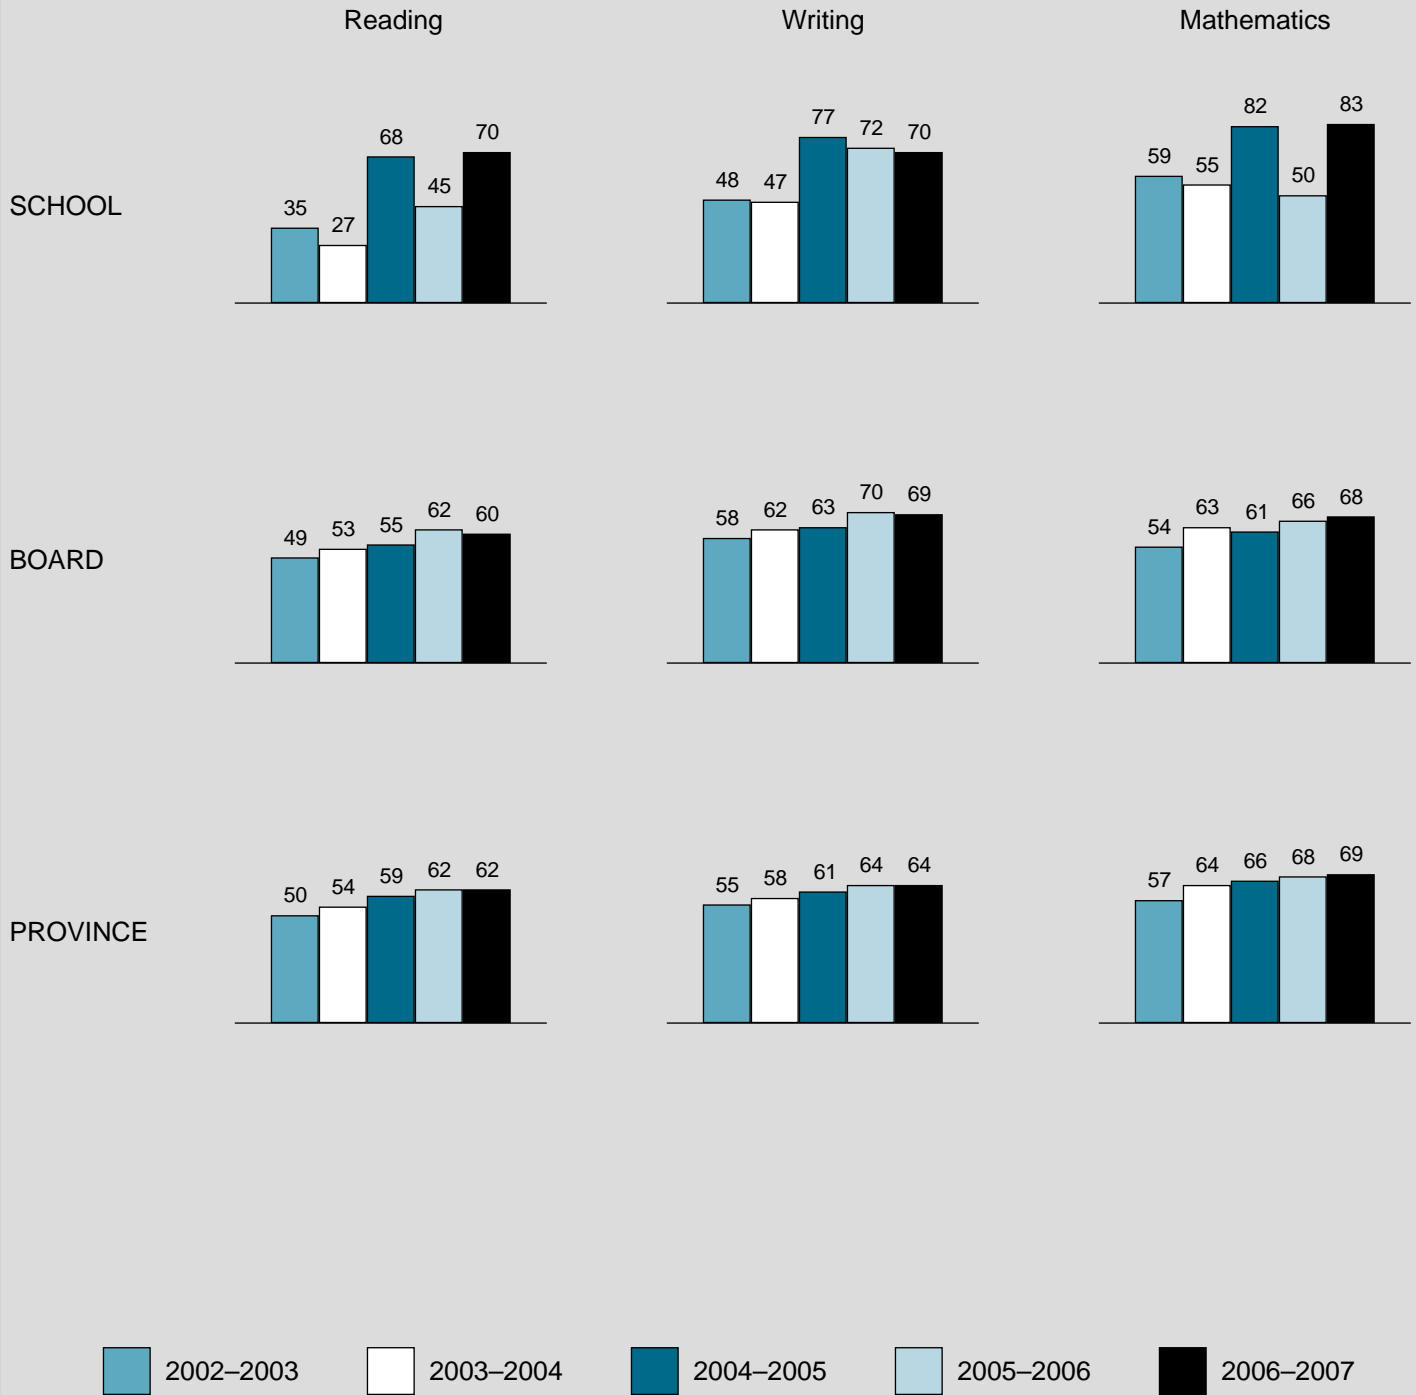 Reading Writing Mathematics
SCHOOL
35 27 68 45 70
48 47 77 72 70
59 55 82 50 83
BOARD
49 53 55 62 60
58 62 63 70 69
54 63 61 66 68
PROVINCE
50 54 59 62 62
55 58 61 64 64
57 64 66 68 69
2002–2003 2003–2004 2004–2005 2005–2006 2006–2007